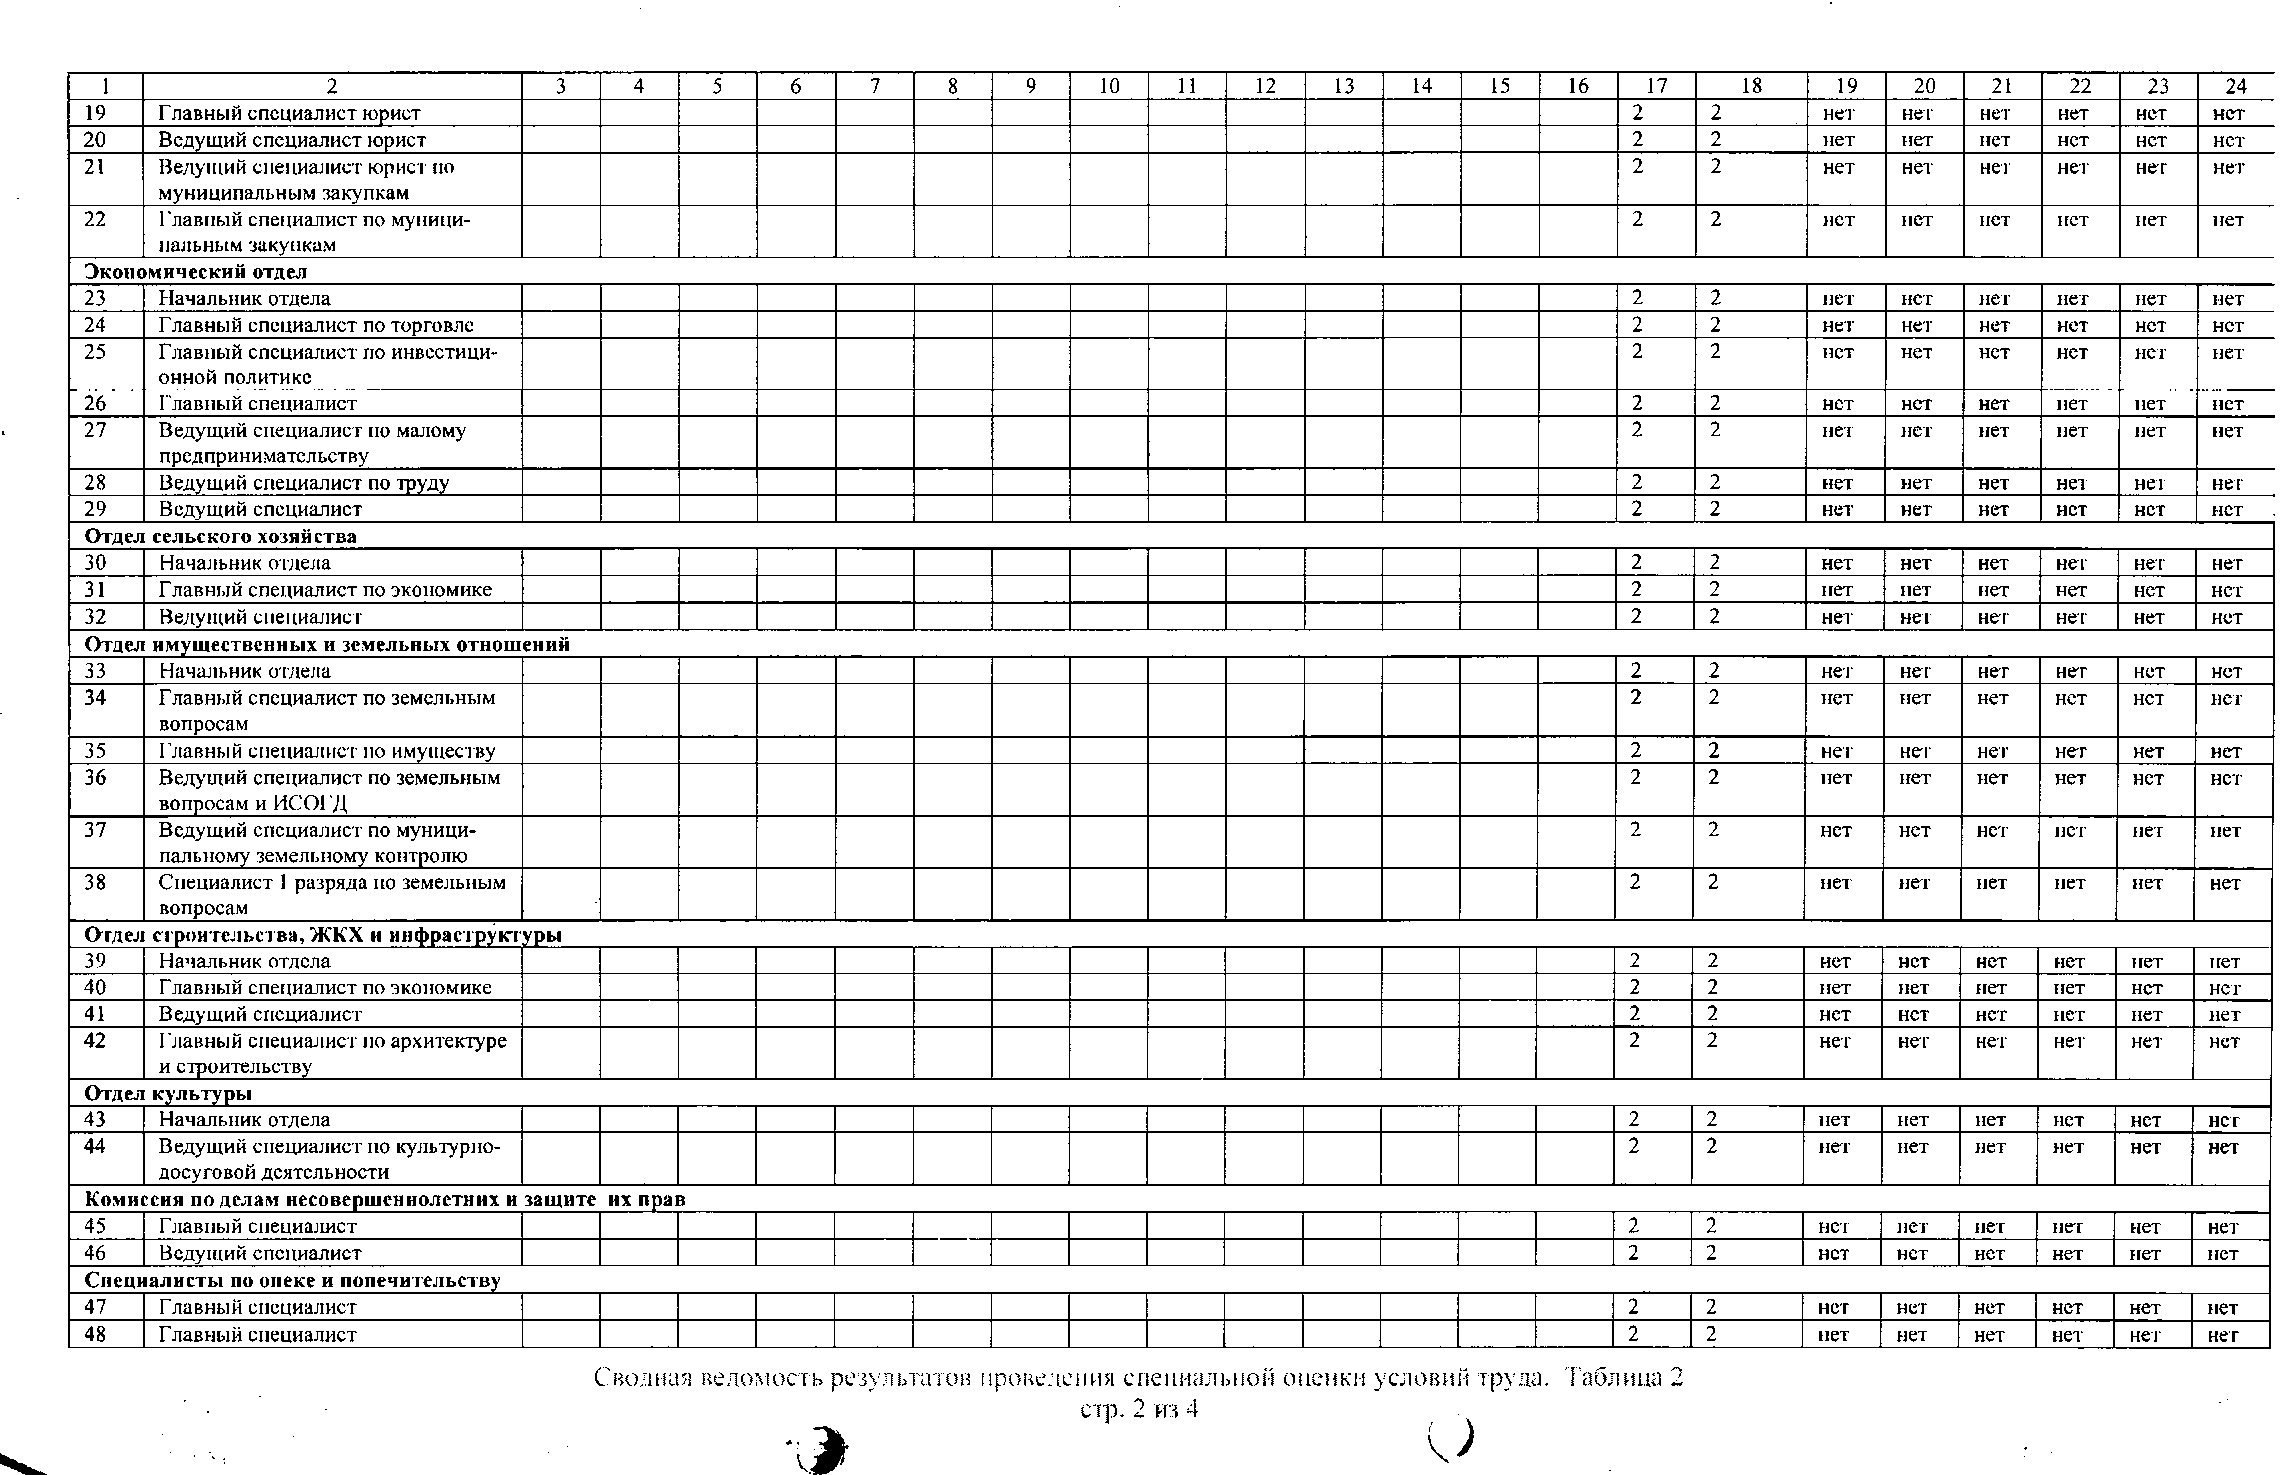 1 2 3 4 5 6 7 8 9 10 11 12 13 14 15 16 17 18 19 20 21 22 23 24
19 Главный специалист юрист 2 2 нет нет нет нет нет нет
20 Ведущий специалист юрист 2 2 нет нет нет нет нет нет
21 Ведущий специалист юрист по 2 2 нет нет нет нет нет нет
муниципальным закупкам
22 Главный специалист по муници- 2 2 нет нет нет нет нет нет
пальным закупкам
Экономический отдел
23 Начальник отдела 2 2 нет нет нет нет нет нет
24 Главный специалист по торговле 2 2 нет нет нет нет нет нет
25 Главный специалист по инвестици- 2 2 нет нет нет нет нет нет
онной политике
26 Главный специалист 2 2 нет нет нет нет нет нет
27 Ведущий специалист по малому 2 2 нет нет нет нет нет нет
предпринимательству
28 Ведущий специалист по труду 2 2 нет нет нет нет нет нет
29 Ведущий специалист 2 2 нет нет нет нет нет нет
Отдел сельского хозяйства
30 Начальник отдела 2 2 нет нет нет нет нет нет
31 Главный специалист по экономике 2 2 нет нет нет нет нет нет
32 Ведущий специалист 2 2 нет нет нет нет нет нет
Отдел имущественных и земельных отношений
33 Начальник отдела 2 2 нет нет нет нет нет нет
34 Главный специалист по земельным 2 2 нет нет нет нет нет нет
вопросам
35 Главный специалист по имуществу 2 2 нет нет нет нет нет нет
36 Ведущий специалист по земельным 2 2 нет нет нет нет нет нет
вопросам и ИСОГД
37 Ведущий специалист по муници- 2 2 нет нет нет нет нет нет
пальному земельному контролю
38 Специалист 1 разряда по земельным 2 2 нет нет нет нет нет нет
вопросам
Отдел строительства, ЖКХ и инфраструктуры
39 Начальник отдела 2 2 нет нет нет нет нет нет
40 Главный специалист по экономике 2 2 нет нет нет нет нет нет
41 Ведущий специалист 2 2 нет нет нет нет нет нет
42 Главный специалист по архитектуре 2 2 нет нет нет нет нет нет
и строительству
Отдел культуры
43 Начальник отдела 2 2 нет нет нет нет нет нет
44 Ведущий специалист по культурно- 2 2 нет нет нет нет нет нет
досуговой деятельности
Комиссия по делам несовершеннолетних и защите их прав
45 Главный специалист 2 2 нет нет нет нет нет нет
46 Ведущий специалист 2 2 нет нет нет нет нет нет
Специалисты по опеке и попечительству
47 Главный специалист 2 2 нет нет нет нет нет нет
48 Главный специалист 2 2 нет нет нет нет нет нет
Сводная ведомость результатов проведения специальной оценки условий труда. Таблица 2
стр. 2 из 4